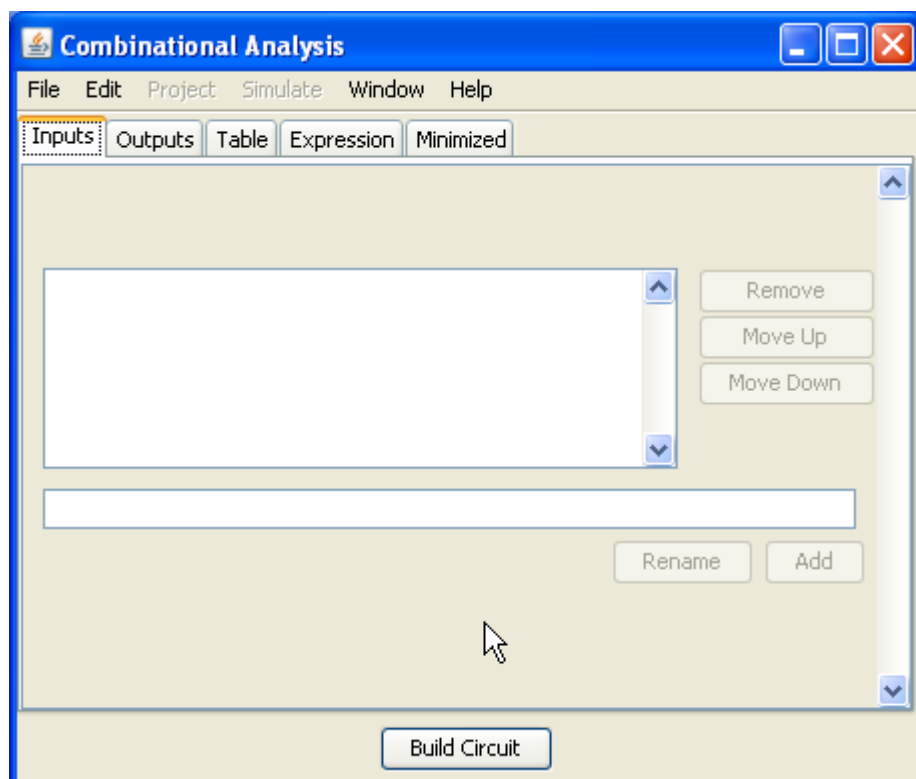 Combinational Analysis
File Edit Project Simulate Window Help
Inputs Outputs Table Expression Minimized
Remove
Move Up
Move Down
Rename Add
Build Circuit